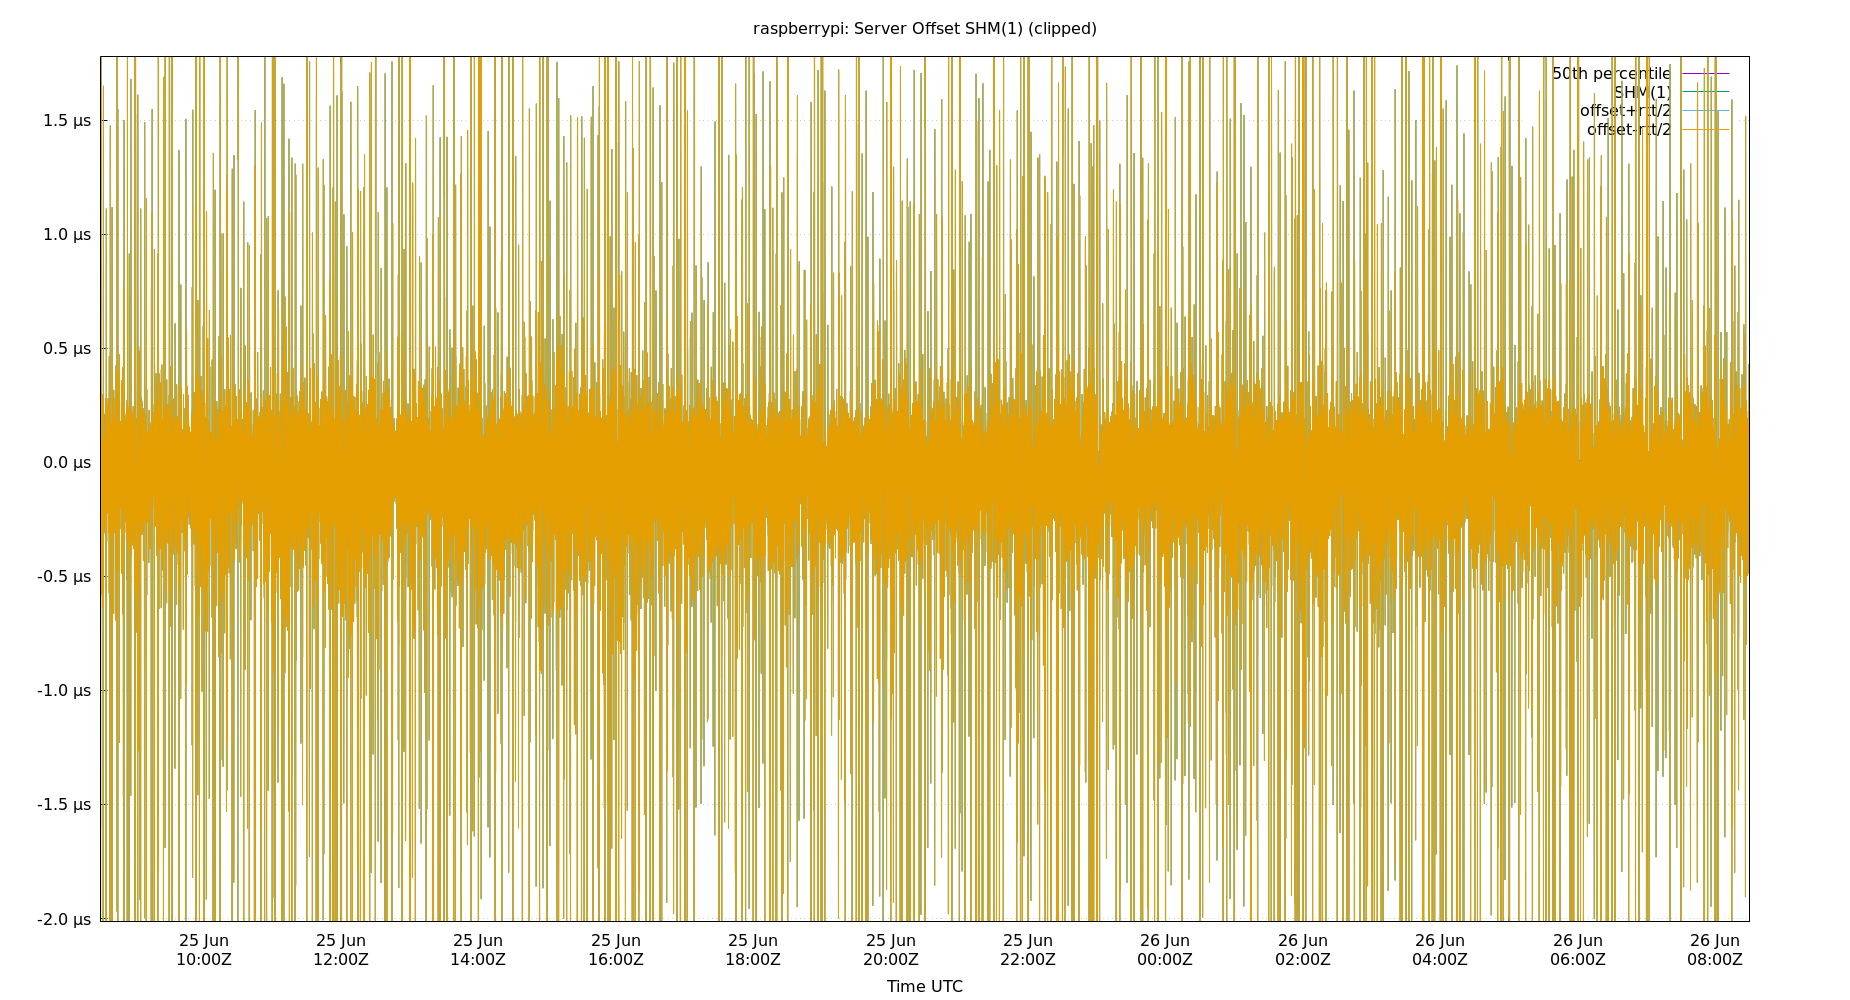 raspberrypi: Server Offset SHM(1) (clipped)
50th percentile
SHM(1)
offset+rtt/2
offset-rtt/2
1.5 µs
1.0 µs
0.5 µs
0.0 µs
-0.5 µs
-1.0 µs
-1.5 µs
-2.0 µs
25 Jun 25 Jun 25 Jun 25 Jun 25 Jun 25 Jun 25 Jun 26 Jun 26 Jun 26 Jun 26 Jun 26 Jun
10:00Z 12:00Z 14:00Z 16:00Z 18:00Z 20:00Z 22:00Z 00:00Z 02:00Z 04:00Z 06:00Z 08:00Z
Time UTC